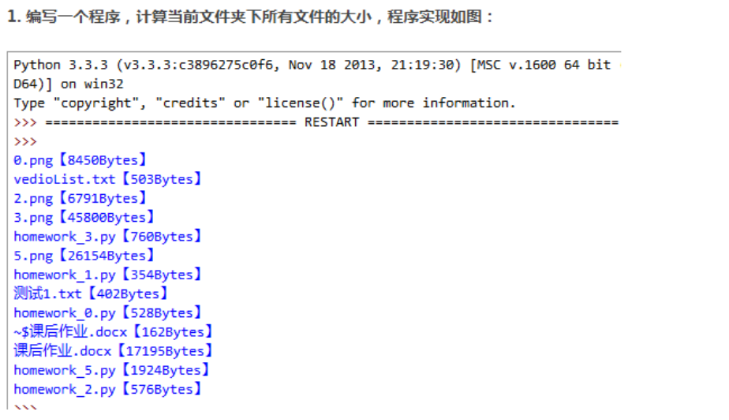 1. 编写一个程序，计算当前文件夹下所有文件的大小，程序实现如图：
Python 3.3.3 (v3.3.3:c3896275c0f6, Nov 18 2013, 21:19:30) [MSC v.1600 64 bit
D64)] on win32
Type "copyright", "credits" or "license()" for more information.
>>> ================================ RESTART ================================
>>>
0.png【8450Bytes】
vedioList.txt【503Bytes】
2.png【6791Bytes】
3.png【45800Bytes】
homework_3.py【760Bytes】
5.png【26154Bytes】
homework_1.py【354Bytes】
测试1.txt【402Bytes】
homework_0.py【528Bytes】
~$课后作业.docx【162Bytes】
课后作业.docx【17195Bytes】
homework_5.py【1924Bytes】
homework_2.py【576Bytes】
>>>